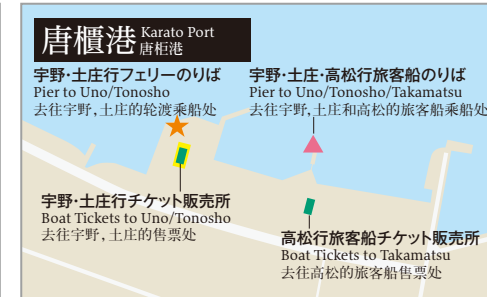 唐櫃港 Karato Port
唐柜港
宇野・土庄行フェリーのりば
Pier to Uno/Tonosho
去往宇野,土庄的轮渡乘船处
宇野・土庄・高松行旅客船のりば
Pier to Uno/Tonosho/Takamatsu
去往宇野,土庄和高松的旅客船乘船处
宇野・土庄行チケット販売所
Boat Tickets to Uno/Tonosho
去往宇野,土庄的售票处
高松行旅客船チケット販売所
Boat Tickets to Takamatsu
去往高松的旅客船售票处